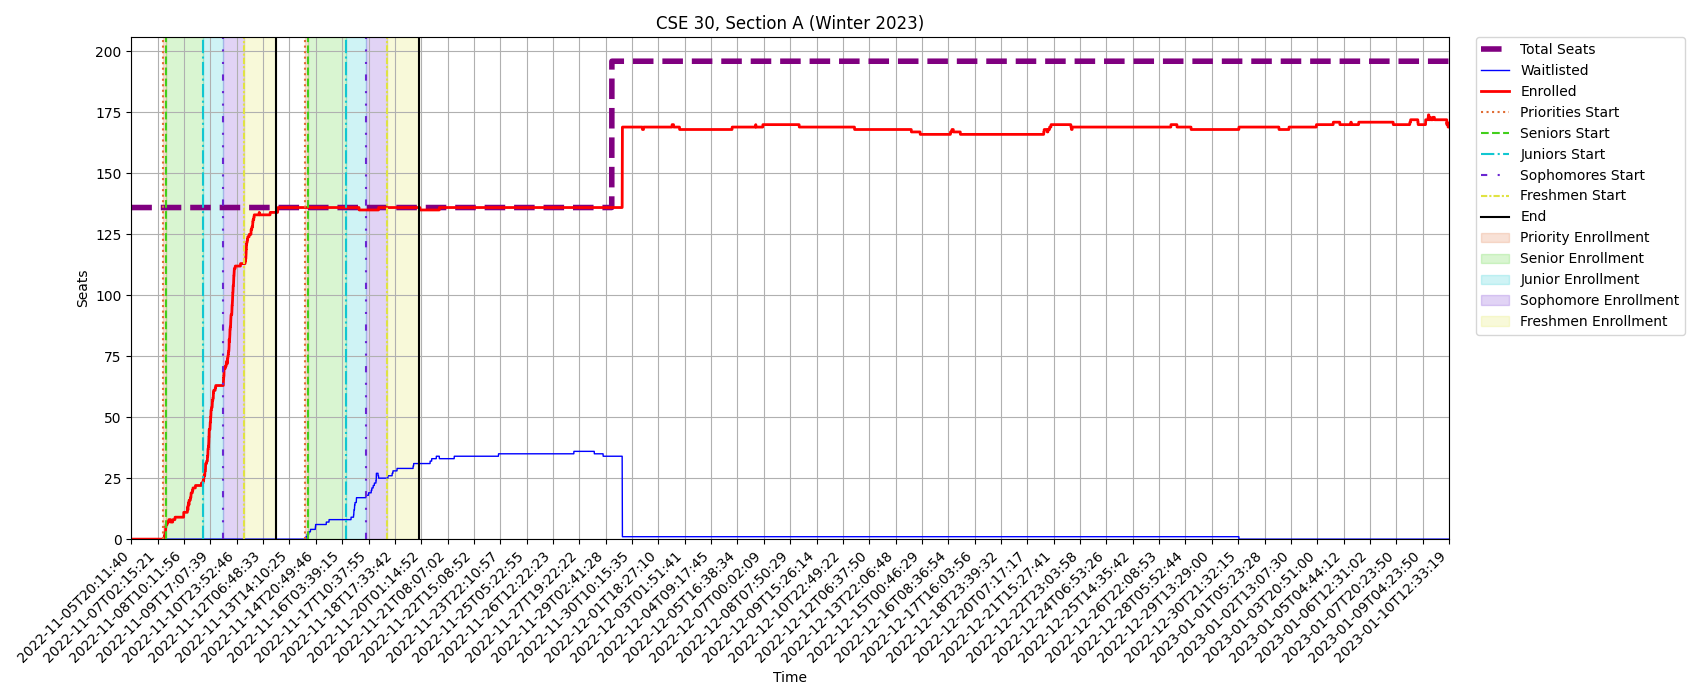 CSE 30, Section A (Winter 2023)
Seats
200
175
150
125
100
75
50
25
0
2022-11-05T20:11:40
2022-11-07T02:15:21
2022-11-08T10:11:56
2022-11-09T17:07:39
2022-11-10T23:52:46
2022-11-12T06:48:33
2022-11-13T14:10:25
2022-11-14T20:49:46
2022-11-16T03:39:15
2022-11-17T10:37:55
2022-11-18T17:33:42
2022-11-20T01:14:52
2022-11-21T08:07:02
2022-11-22T15:08:52
2022-11-23T22:10:57
2022-11-25T05:22:55
2022-11-26T12:22:23
2022-11-27T19:22:22
2022-11-29T02:41:28
2022-11-30T10:15:35
2022-12-01T18:27:10
2022-12-03T01:51:41
2022-12-04T09:17:45
2022-12-05T16:38:34
2022-12-07T00:02:09
2022-12-08T07:50:29
2022-12-09T15:26:14
2022-12-10T22:49:22
2022-12-12T06:37:50
2022-12-13T22:06:48
2022-12-15T00:46:29
2022-12-16T08:36:54
2022-12-17T16:03:56
2022-12-18T23:39:32
2022-12-20T07:17:17
2022-12-21T15:27:41
2022-12-22T23:03:58
2022-12-24T06:53:26
2022-12-25T14:35:42
2022-12-26T22:08:53
2022-12-28T05:52:44
2022-12-29T13:29:00
2022-12-30T21:32:15
2023-01-01T05:23:28
2023-01-02T13:07:30
2023-01-03T20:51:00
2023-01-05T04:44:12
2023-01-06T12:31:02
2023-01-07T20:23:50
2023-01-09T04:23:50
2023-01-10T12:33:19
Time
Total Seats
Waitlisted
Enrolled
Priorities Start
Seniors Start
Juniors Start
Sophomores Start
Freshmen Start
End
Priority Enrollment
Senior Enrollment
Junior Enrollment
Sophomore Enrollment
Freshmen Enrollment